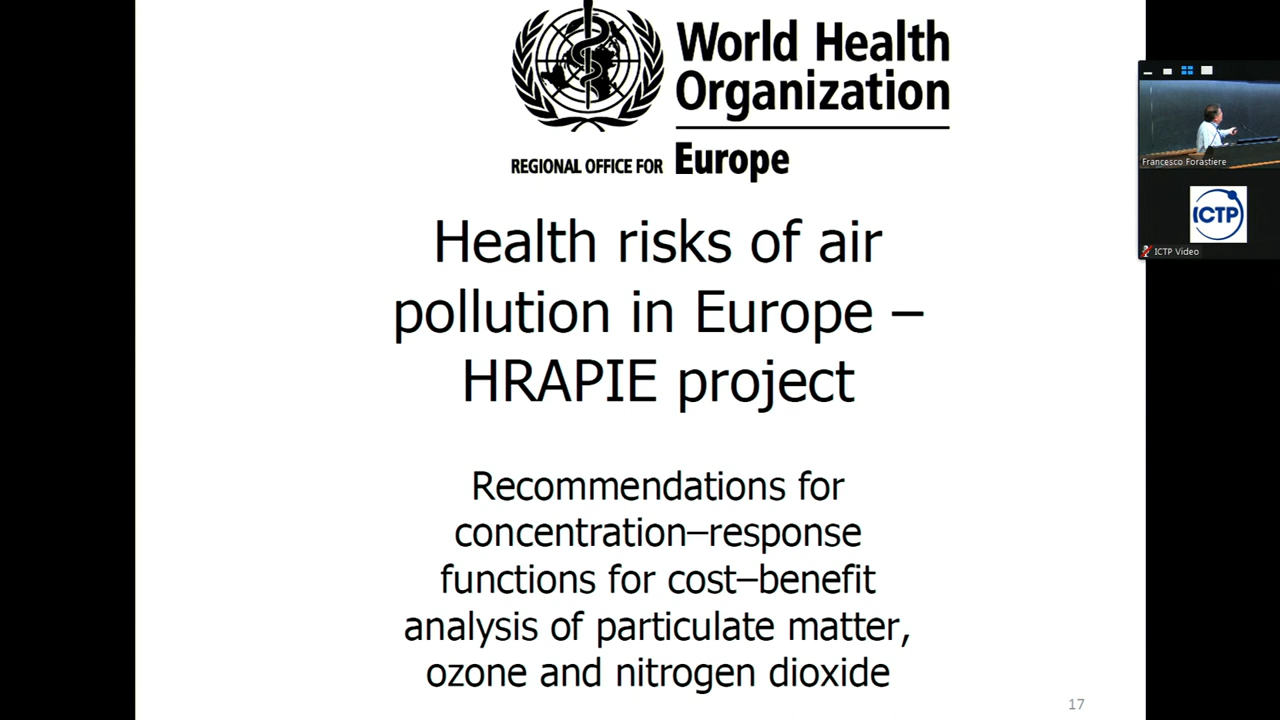 World Health
Organization
REGIONAL OFFICE FOR Europe
Health risks of air
pollution in Europe –
HRAPIE project
Recommendations for
concentration–response
functions for cost–benefit
analysis of particulate matter,
ozone and nitrogen dioxide
17
Francesco Forastiere
ICTP
ICTP Video